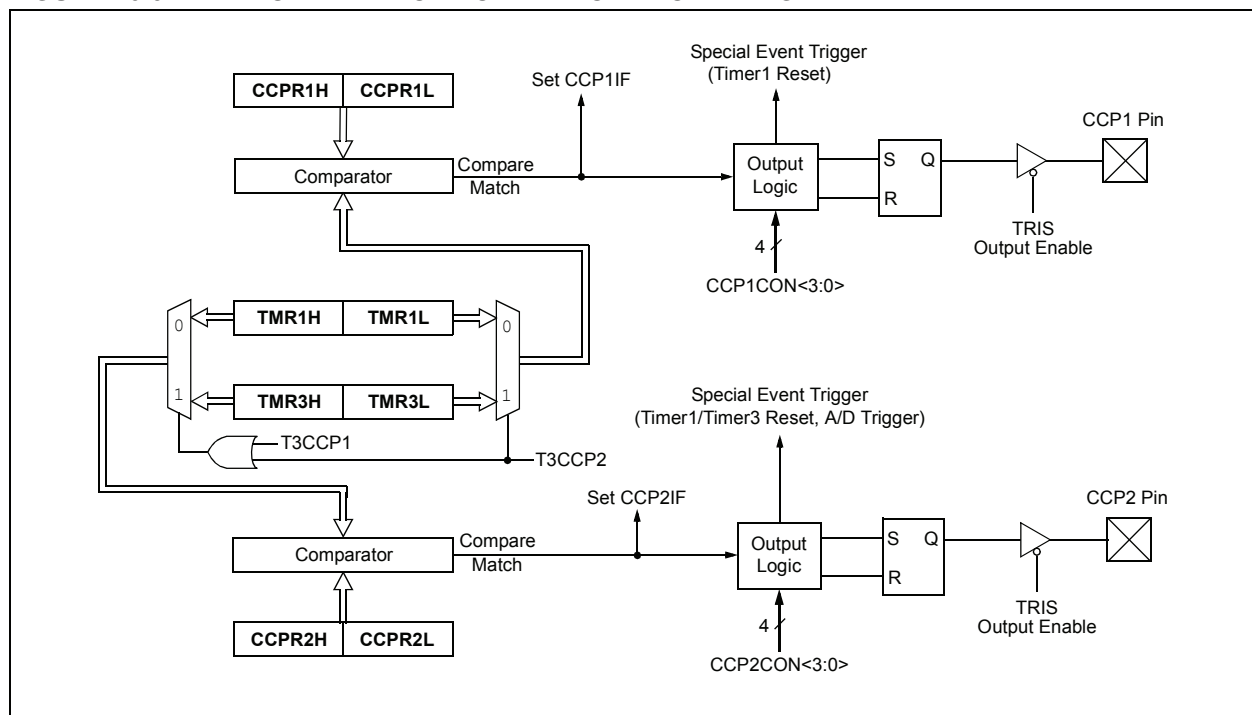 CCPR1H CCPR1L
Set CCP1IF
Special Event Trigger
(Timer1 Reset)
CCP1 Pin
Comparator
Compare
Match
Output
Logic
S Q
R
TRIS
Output Enable
4
CCP1CON<3:0>
0
TMR1H TMR1L
0
1
TMR3H TMR3L
1
T3CCP1
T3CCP2
Special Event Trigger
(Timer1/Timer3 Reset, A/D Trigger)
Set CCP2IF
CCP2 Pin
Comparator
Compare
Match
Output
Logic
S Q
R
TRIS
Output Enable
4
CCPR2H CCPR2L
CCP2CON<3:0>